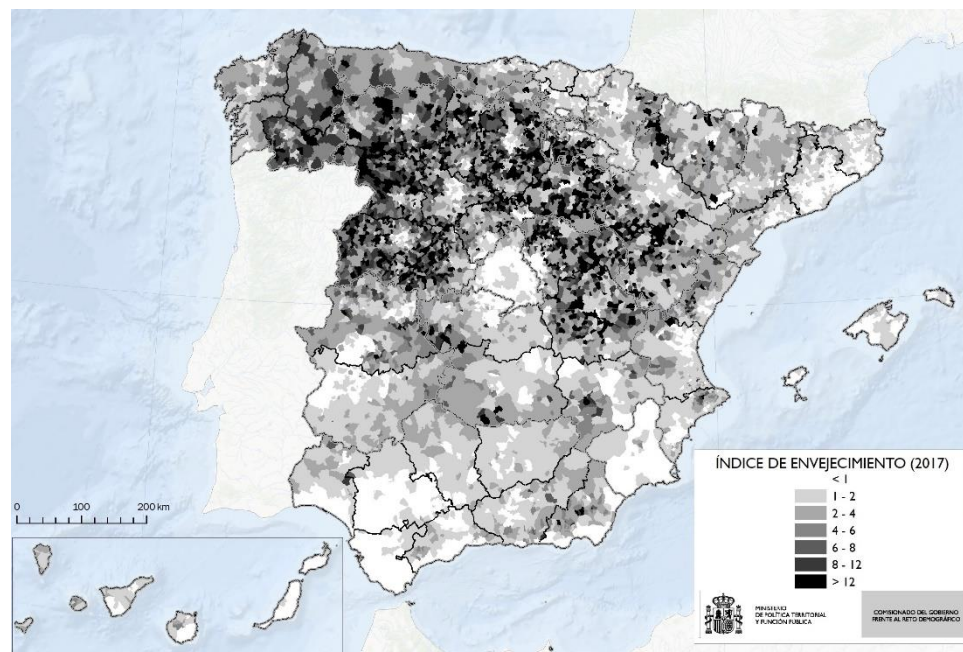 ÍNDICE DE ENVEJECIMIENTO (2017)
< 1
1 - 2
2 - 4
4 - 6
6 - 8
8 - 12
> 12
0 100 200 km
MINISTERIO
DE POLÍTICA TERRITORIAL
Y FUNCIÓN PÚBLICA
COMISIONADO DEL GOBIERNO
FRENTE AL RETO DEMOGRÁFICO